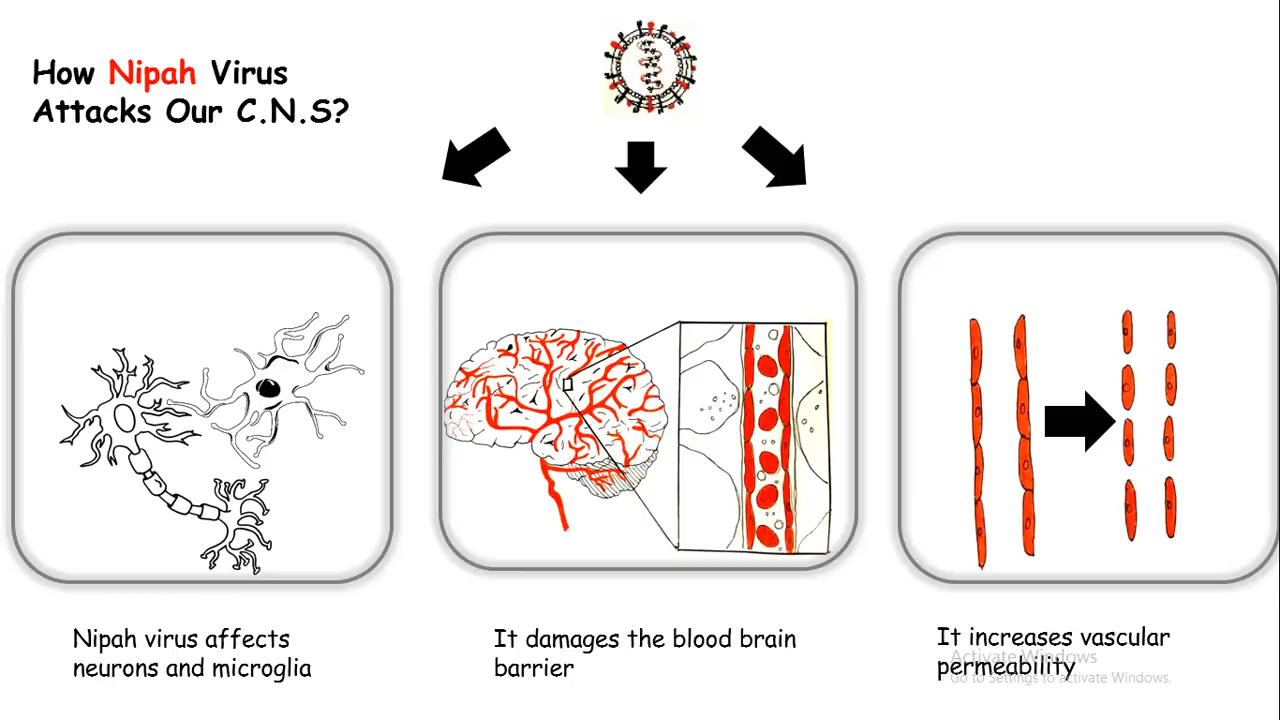 How Nipah Virus
Attacks Our C.N.S?
Nipah virus affects
neurons and microglia
It damages the blood brain
barrier
It increases vascular
permeability
Activate Windows
Go to Settings to activate Windows.